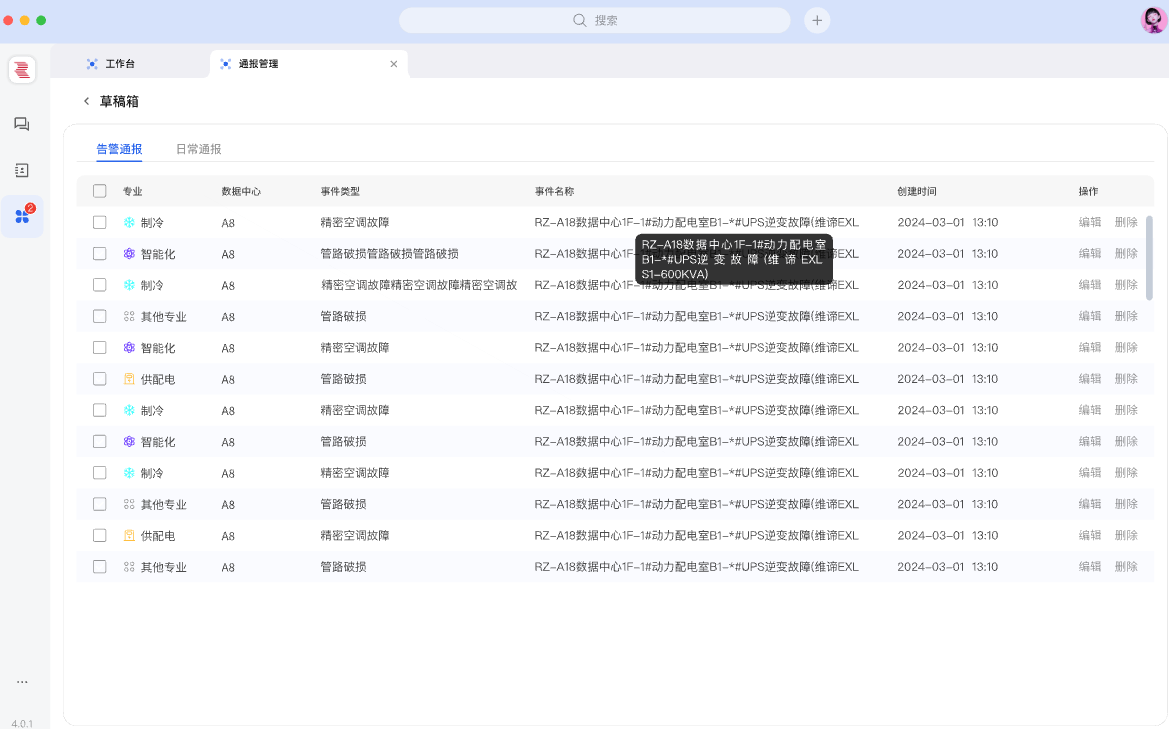 搜索
工作台
通报管理
草稿箱
告警通报 日常通报
专业 数据中心 事件类型 事件名称 创建时间 操作
制冷 A8 精密空调故障 RZ-A18数据中心1F-1#动力配电室B1-*#UPS逆变故障(维谛EXL 2024-03-01 13:10 编辑 删除
智能化 A8 管路破损管路破损管路破损 RZ-A18数据中心1F-1 谛EXL 2024-03-01 13:10 编辑 删除
RZ-A18数据中心1F-1#动力配电室
B1-*#UPS逆变故障(维谛EXL
S1-600KVA)
制冷 A8 精密空调故障精密空调故障精密空调故 RZ-A18数据中心1F-1#动力配电室B1-*#UPS逆变故障(维谛EXL 2024-03-01 13:10 编辑 删除
其他专业 A8 管路破损 RZ-A18数据中心1F-1#动力配电室B1-*#UPS逆变故障(维谛EXL 2024-03-01 13:10 编辑 删除
2
智能化 A8 精密空调故障 RZ-A18数据中心1F-1#动力配电室B1-*#UPS逆变故障(维谛EXL 2024-03-01 13:10 编辑 删除
供配电 A8 管路破损 RZ-A18数据中心1F-1#动力配电室B1-*#UPS逆变故障(维谛EXL 2024-03-01 13:10 编辑 删除
制冷 A8 精密空调故障 RZ-A18数据中心1F-1#动力配电室B1-*#UPS逆变故障(维谛EXL 2024-03-01 13:10 编辑 删除
智能化 A8 管路破损 RZ-A18数据中心1F-1#动力配电室B1-*#UPS逆变故障(维谛EXL 2024-03-01 13:10 编辑 删除
制冷 A8 精密空调故障 RZ-A18数据中心1F-1#动力配电室B1-*#UPS逆变故障(维谛EXL 2024-03-01 13:10 编辑 删除
其他专业 A8 管路破损 RZ-A18数据中心1F-1#动力配电室B1-*#UPS逆变故障(维谛EXL 2024-03-01 13:10 编辑 删除
供配电 A8 精密空调故障 RZ-A18数据中心1F-1#动力配电室B1-*#UPS逆变故障(维谛EXL 2024-03-01 13:10 编辑 删除
其他专业 A8 管路破损 RZ-A18数据中心1F-1#动力配电室B1-*#UPS逆变故障(维谛EXL 2024-03-01 13:10 编辑 删除
4.0.1